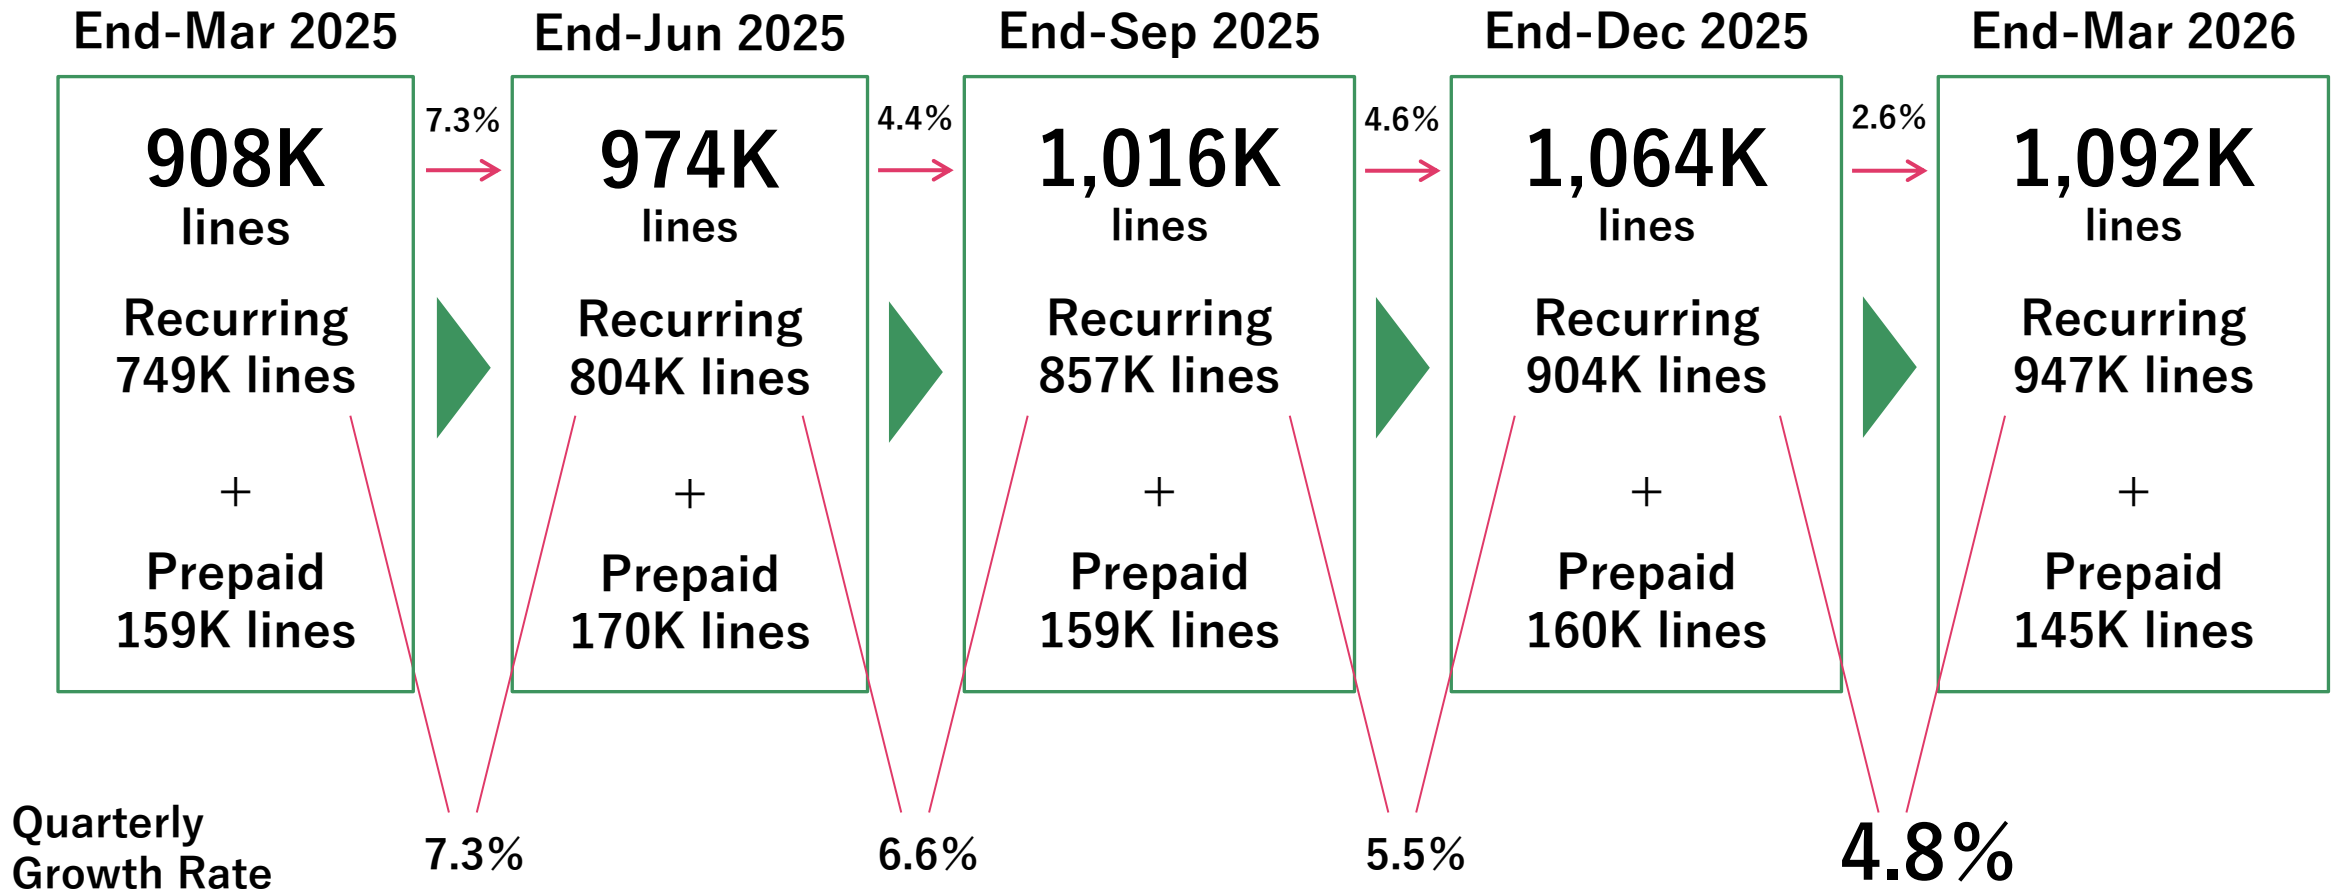 End-Mar 2025
End-Jun 2025
End-Sep 2025
End-Dec 2025
End-Mar 2026
908K
lines
Recurring
749K lines
+
Prepaid
159K lines
7.3%
974K
lines
Recurring
804K lines
+
Prepaid
170K lines
4.4%
1,016K
lines
Recurring
857K lines
+
Prepaid
159K lines
4.6%
1,064K
lines
Recurring
904K lines
+
Prepaid
160K lines
2.6%
1,092K
lines
Recurring
947K lines
+
Prepaid
145K lines
Quarterly
Growth Rate
7.3%
6.6%
5.5%
4.8%